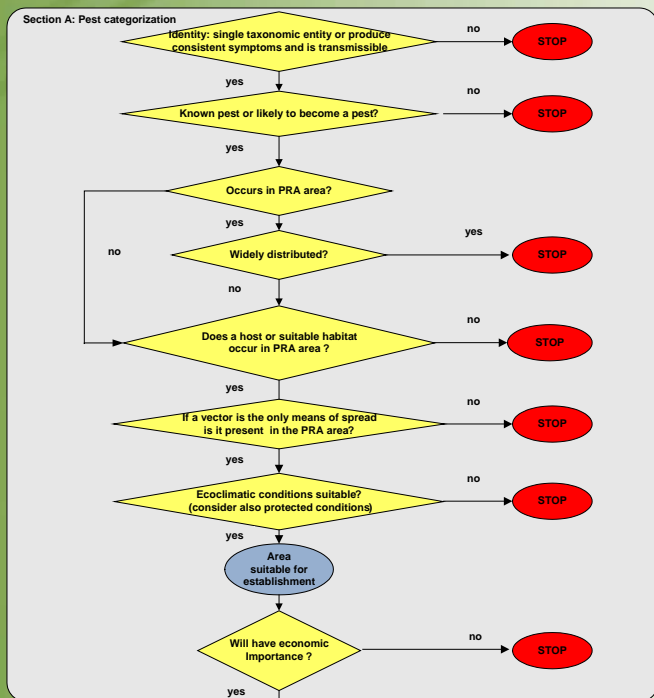 Section A: Pest categorization
Identity: single taxonomic entity or produce
consistent symptoms and is transmissible
no
STOP
yes
Known pest or likely to become a pest?
no
STOP
yes
Occurs in PRA area?
yes
no
Widely distributed?
yes
STOP
no
Does a host or suitable habitat
occur in PRA area ?
no
STOP
yes
If a vector is the only means of spread
is it present in the PRA area?
no
STOP
yes
Ecoclimatic conditions suitable?
(consider also protected conditions)
no
STOP
yes
Area
suitable for
establishment
Will have economic
Importance ?
no
STOP
yes